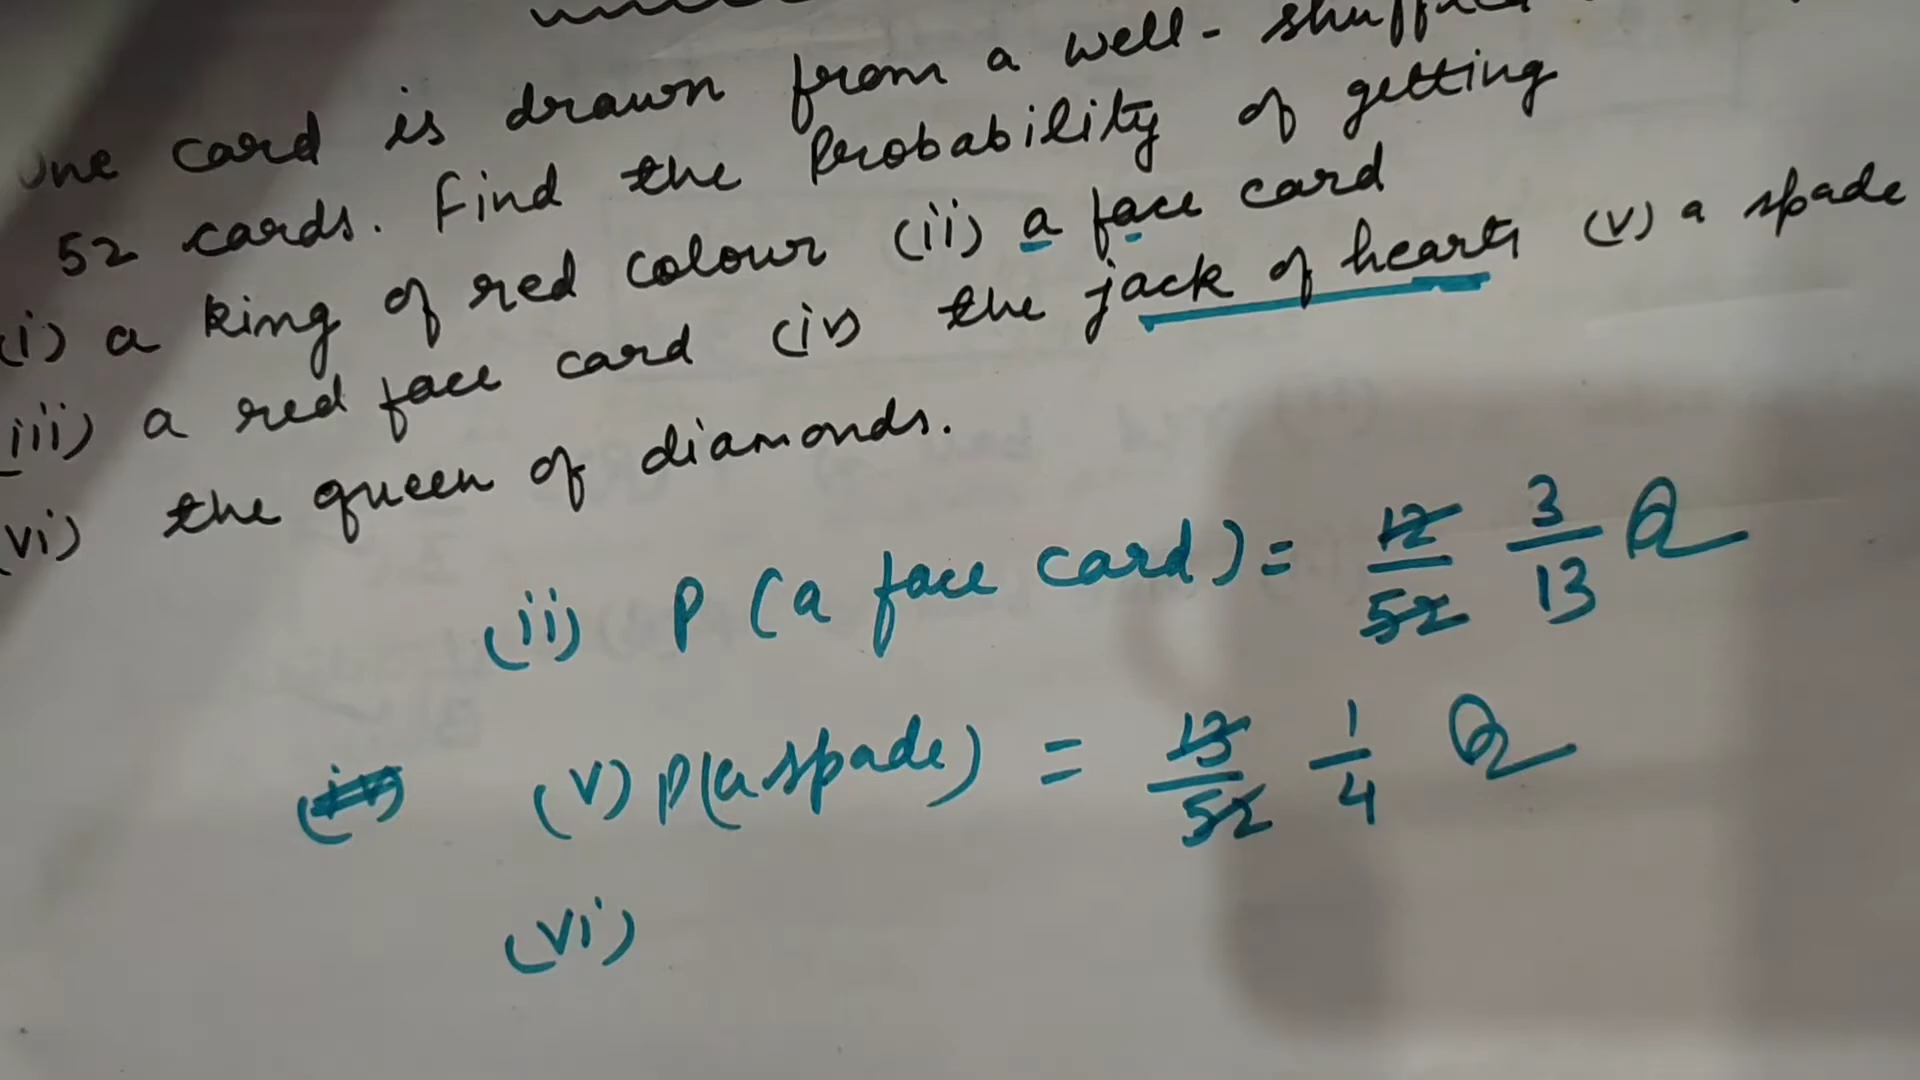 One card is drawn from a well-
52 cards. Find the Probability of getting
(i) a king of red colour (ii) a face card
(iii) a red face card (iv) the jack of hearts (v) a spade
(vi) the queen of diamonds.
(ii) P (a face card) = 12/52 3/13
(v) P(a spade) = 13/52 1/4
(vi)